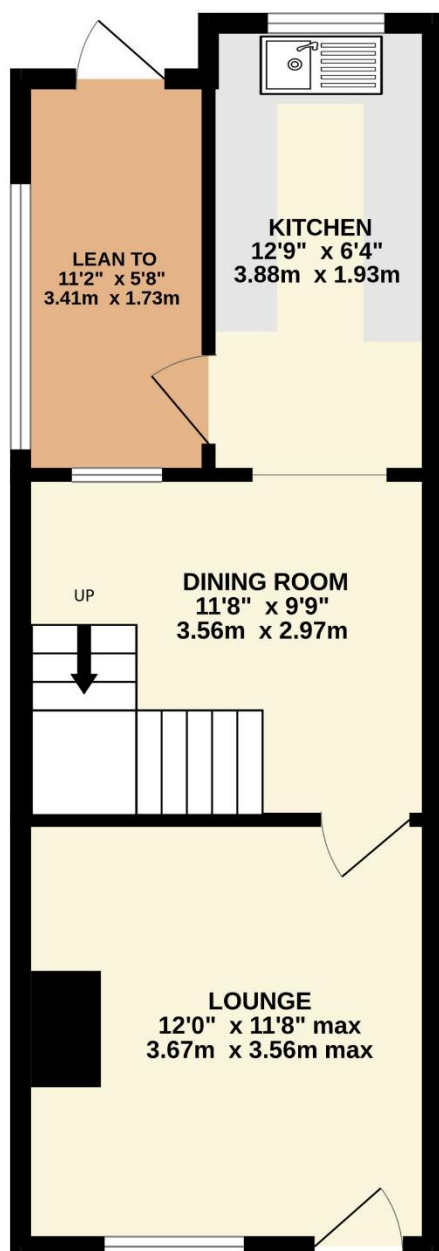 KITCHEN
12'9" x 6'4"
3.88m x 1.93m
LEAN TO
11'2" x 5'8"
3.41m x 1.73m
DINING ROOM
11'8" x 9'9"
3.56m x 2.97m
UP
LOUNGE
12'0" x 11'8" max
3.67m x 3.56m max